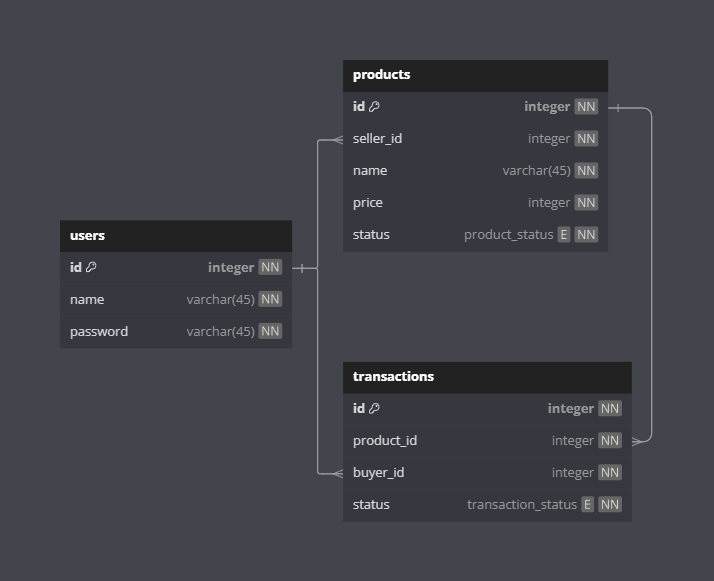 products
id integer NN
seller_id integer NN
name varchar(45) NN
price integer NN
status product_status E NN
users
id integer NN
name varchar(45) NN
password varchar(45) NN
transactions
id integer NN
product_id integer NN
buyer_id integer NN
status transaction_status E NN